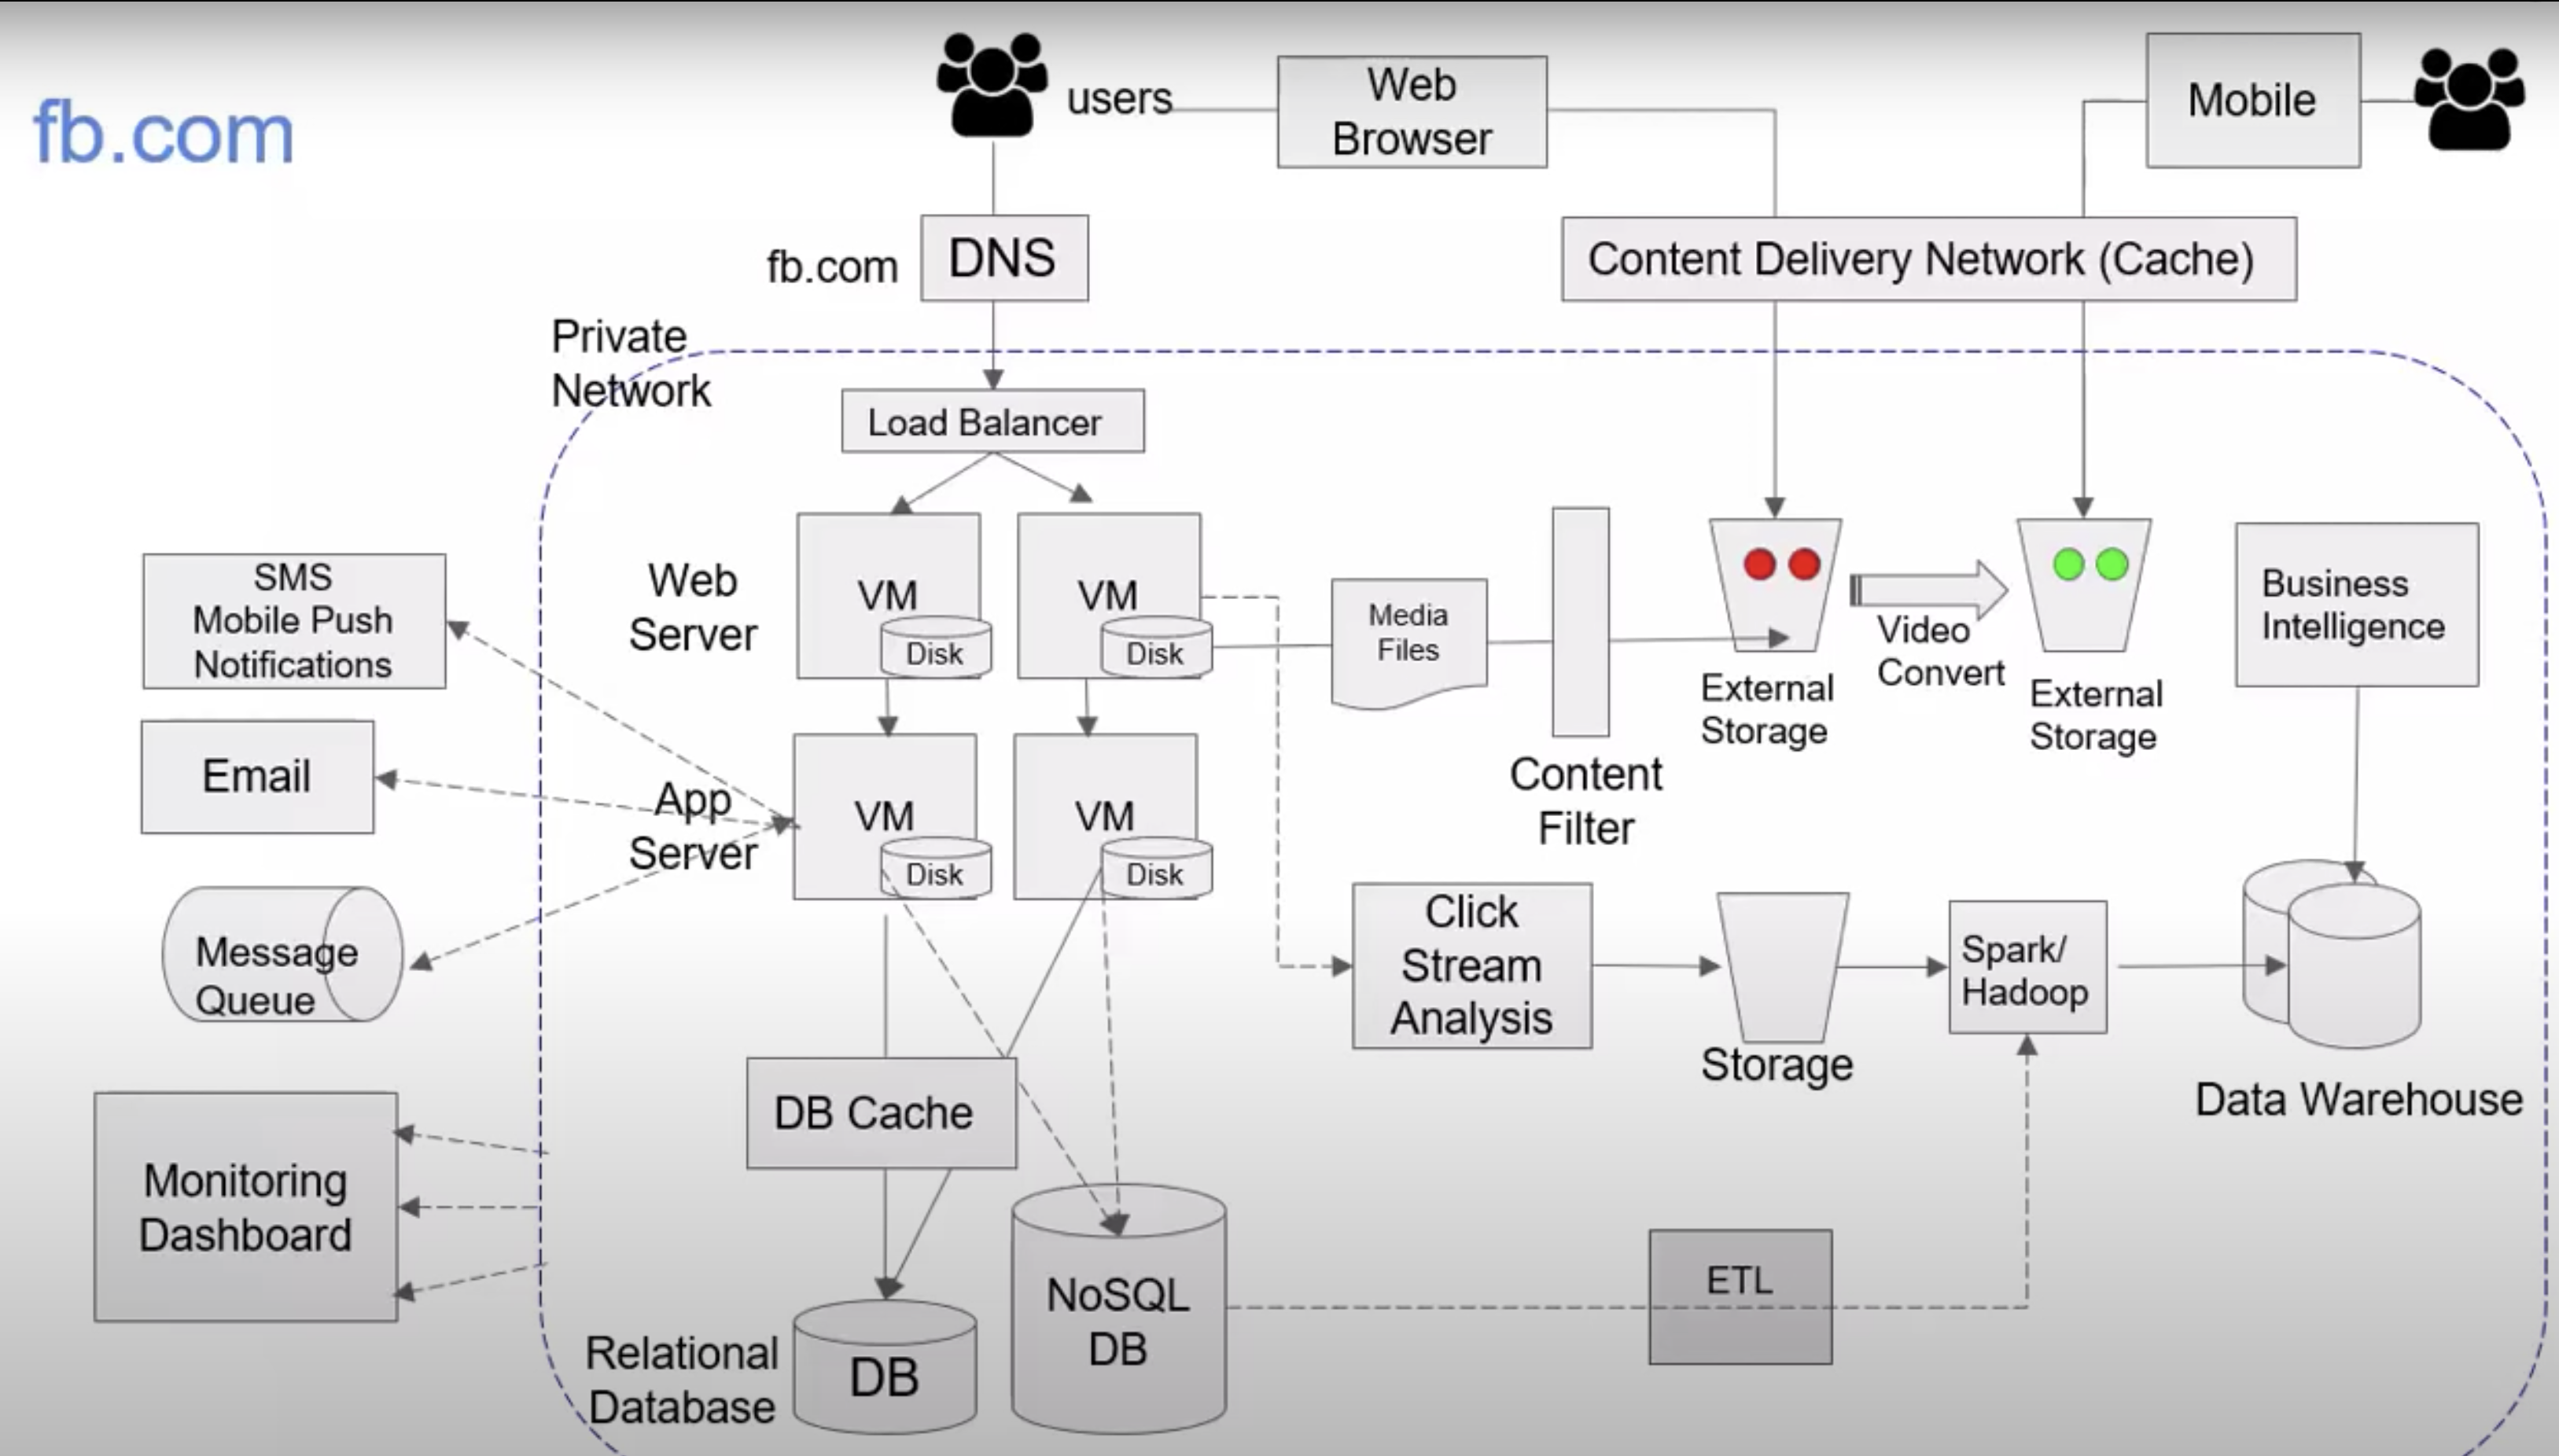 fb.com
users
Web
Browser
Mobile
fb.com
DNS
Content Delivery Network (Cache)
Private
Network
Load Balancer
Web
Server
VM
Disk
VM
Disk
Media
Files
Content
Filter
External
Storage
Video
Convert
External
Storage
Business
Intelligence
SMS
Mobile Push
Notifications
Email
Message
Queue
App
Server
VM
Disk
VM
Disk
Click
Stream
Analysis
Storage
Spark/
Hadoop
Data Warehouse
Monitoring
Dashboard
DB Cache
Relational
Database
DB
NoSQL
DB
ETL